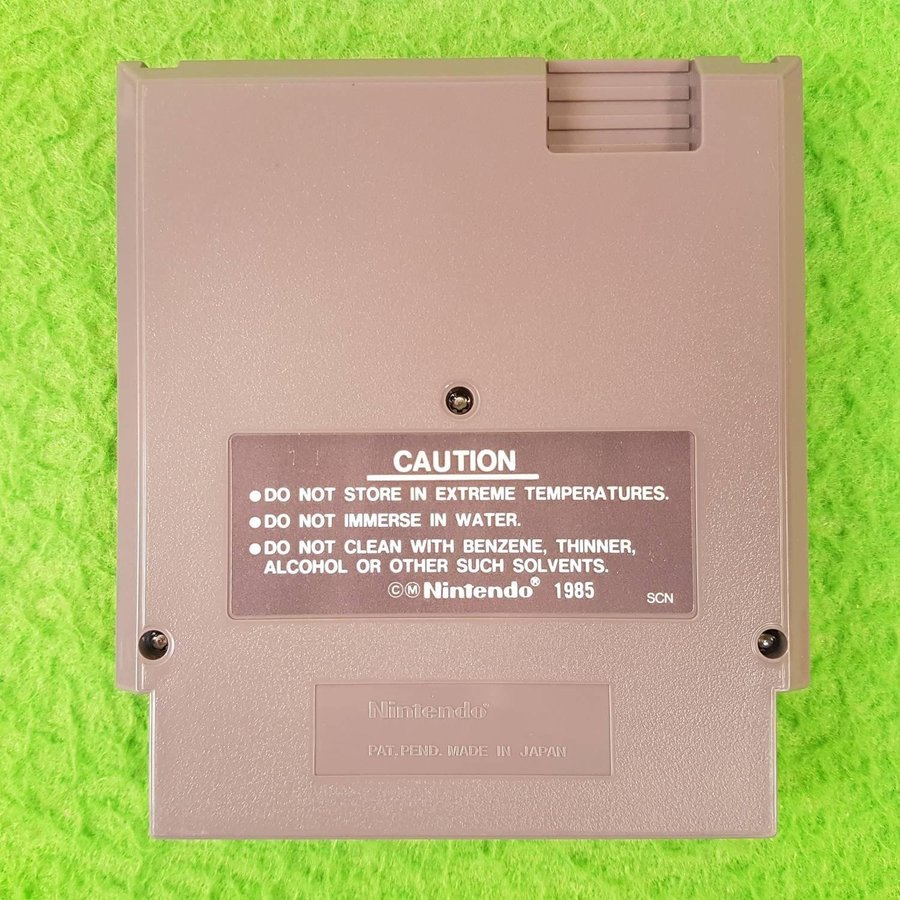 CAUTION
●DO NOT STORE IN EXTREME TEMPERATURES.
●DO NOT IMMERSE IN WATER.
●DO NOT CLEAN WITH BENZENE, THINNER,
ALCOHOL OR OTHER SUCH SOLVENTS.
©Ⓜ Nintendo® 1985
SCN
Nintendo®
PAT. PEND. MADE IN JAPAN